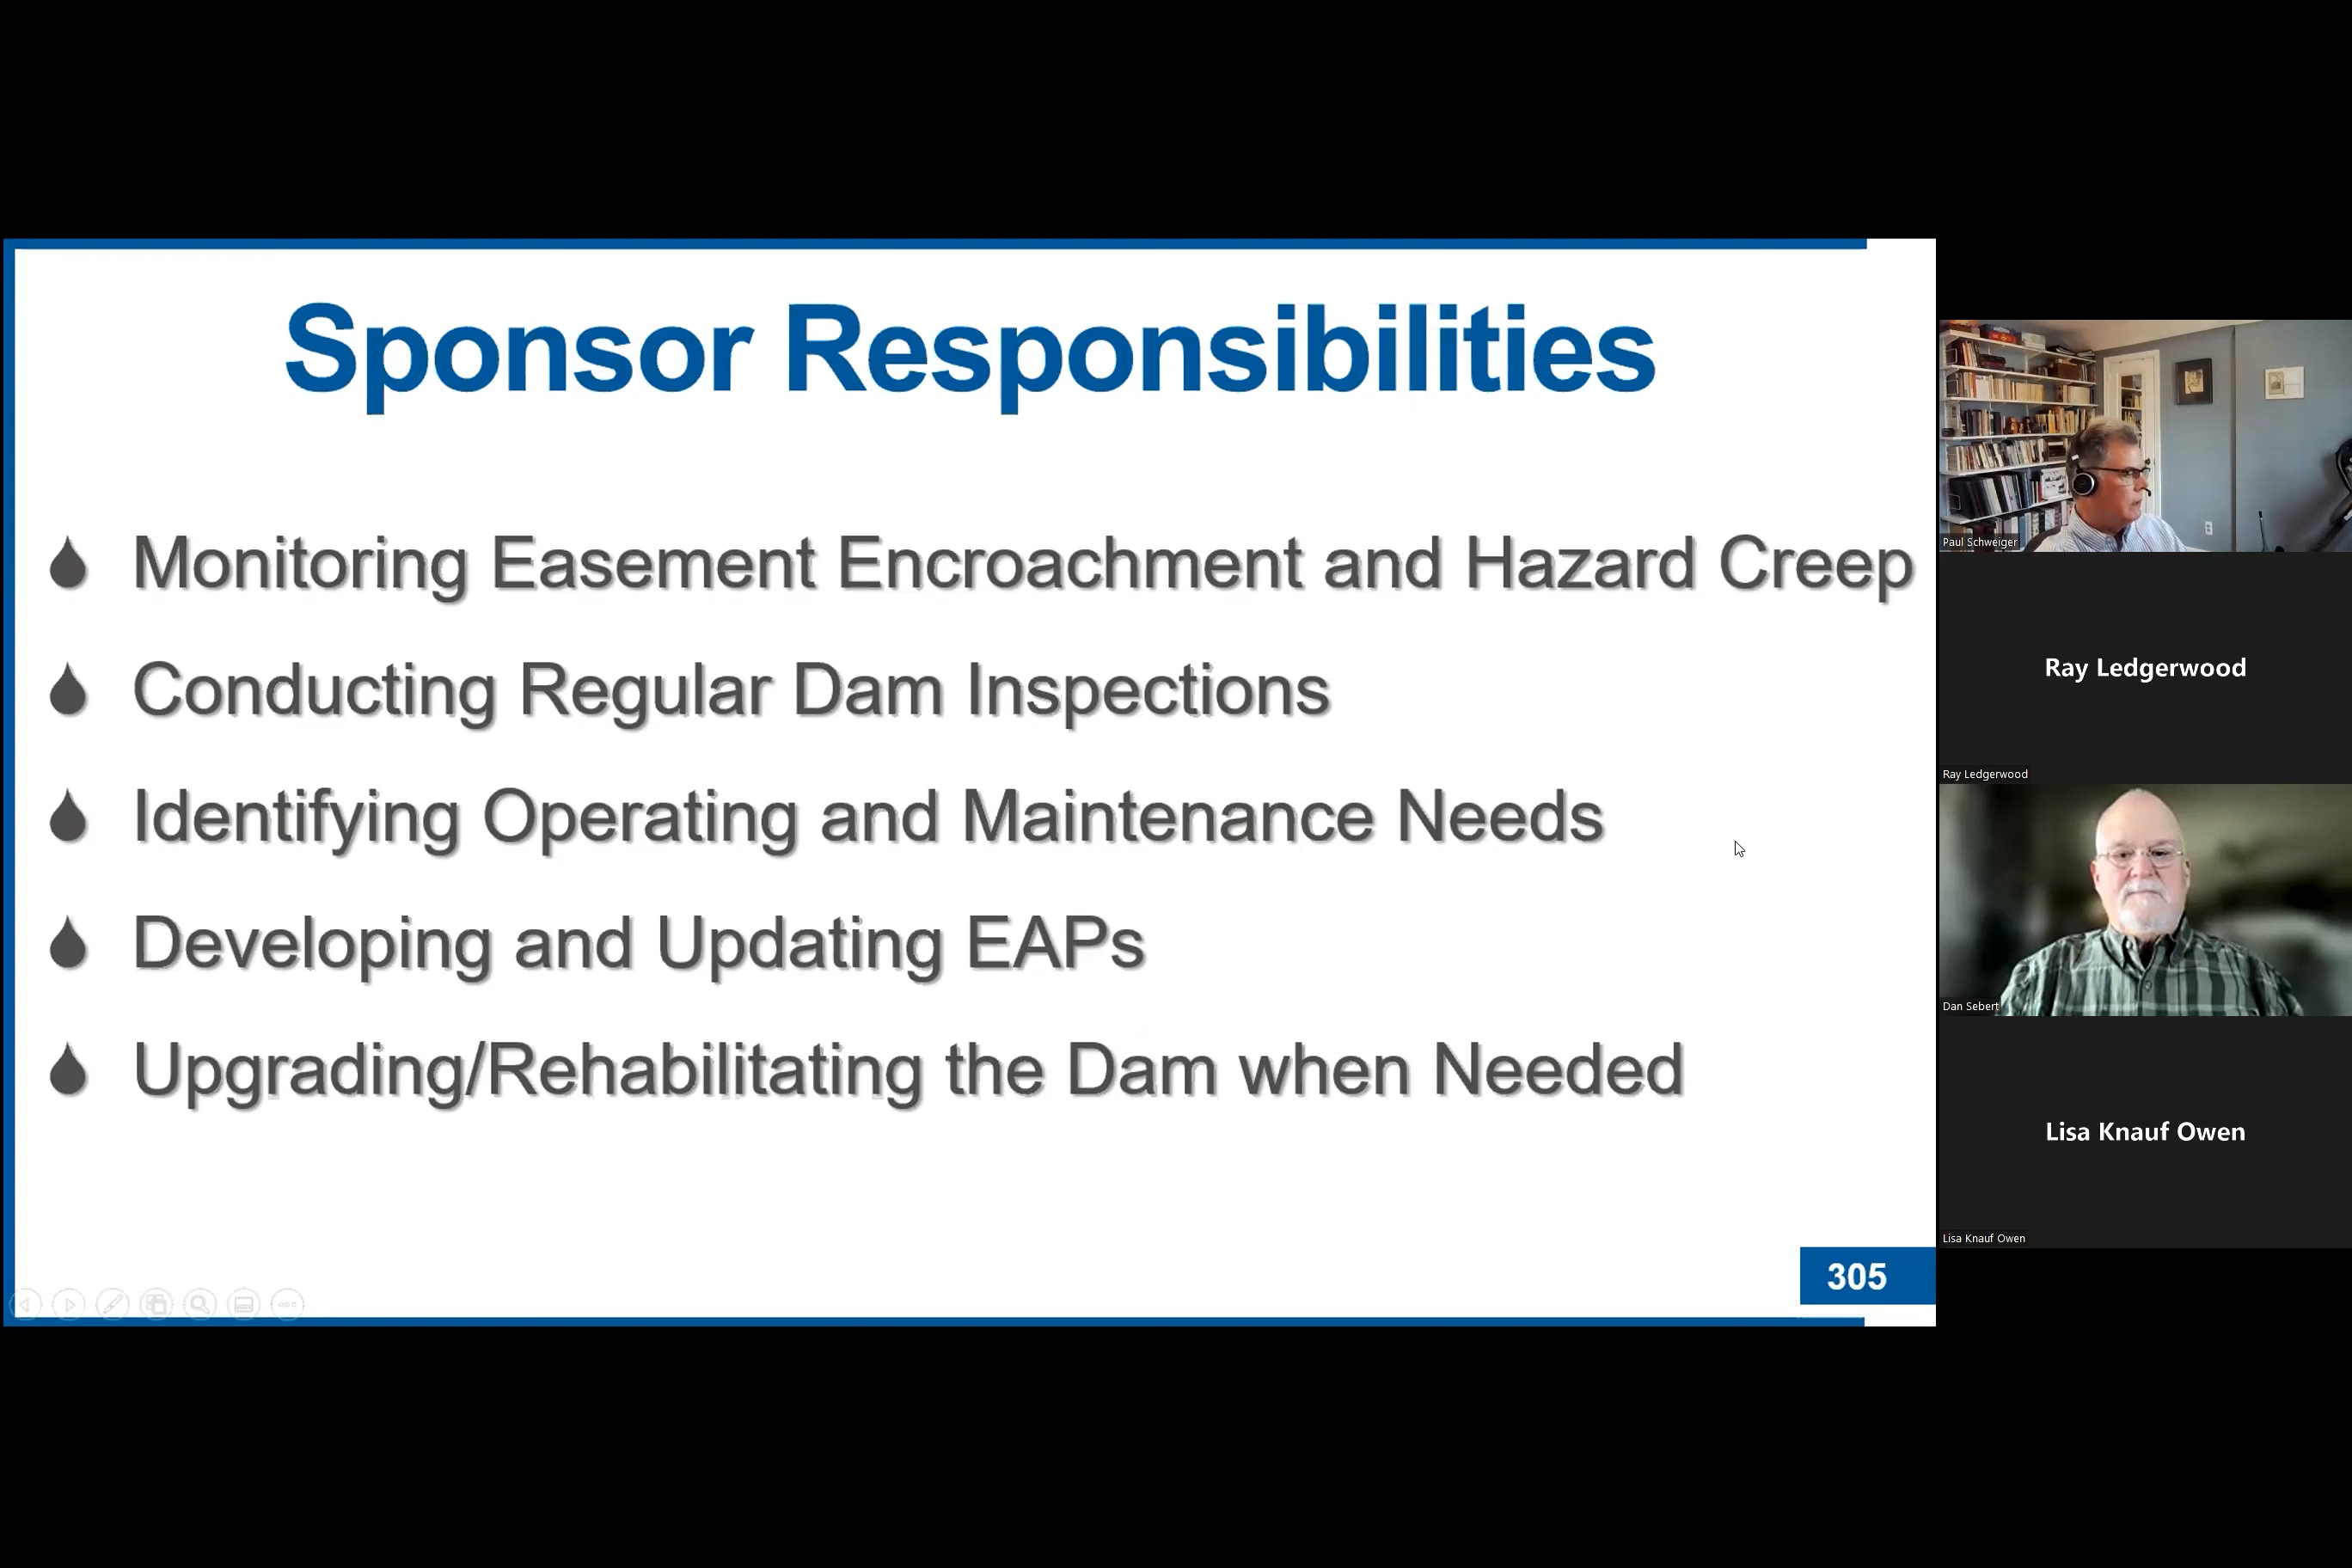 Sponsor Responsibilities
Monitoring Easement Encroachment and Hazard Creep
Conducting Regular Dam Inspections
Identifying Operating and Maintenance Needs
Developing and Updating EAPs
Upgrading/Rehabilitating the Dam when Needed
305
Paul Schweiger
Ray Ledgerwood
Ray Ledgerwood
Dan Sebert
Lisa Knauf Owen
Lisa Knauf Owen